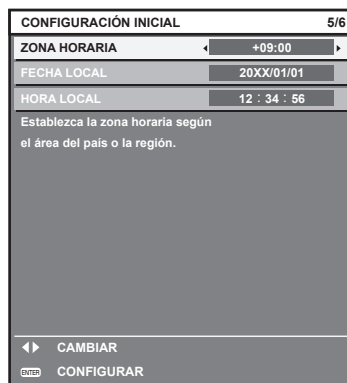 CONFIGURACIÓN INICIAL 5/6
ZONA HORARIA +09:00
FECHA LOCAL 20XX/01/01
HORA LOCAL 12 : 34 : 56
Establezca la zona horaria según
el área del país o la región.
CAMBIAR
ENTER CONFIGURAR